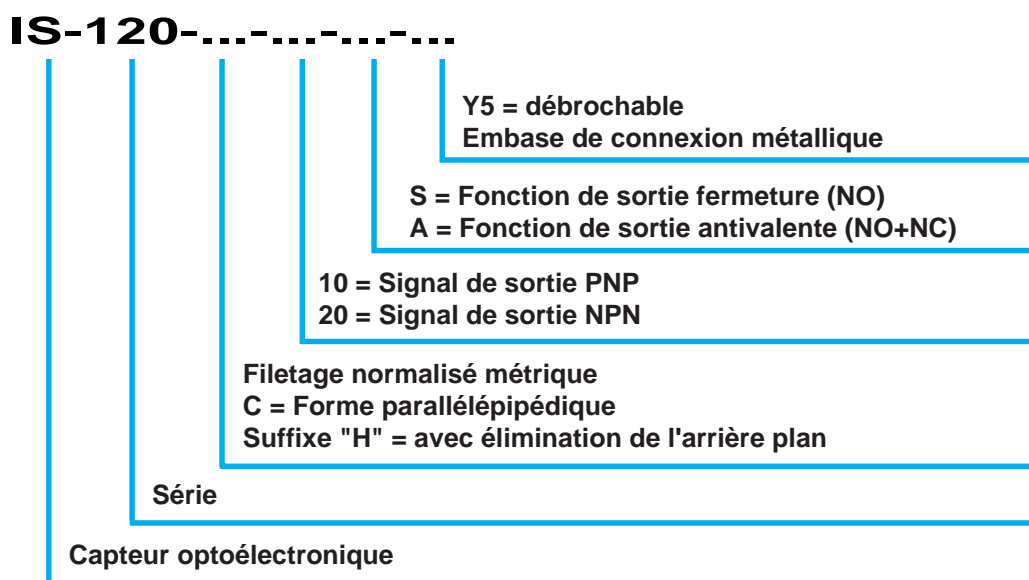 IS-120-...-...-...-...
Y5 = débrochable
Embase de connexion métallique
S = Fonction de sortie fermeture (NO)
A = Fonction de sortie antivalente (NO+NC)
10 = Signal de sortie PNP
20 = Signal de sortie NPN
Filetage normalisé métrique
C = Forme parallélépipédique
Suffixe "H" = avec élimination de l'arrière plan
Série
Capteur optoélectronique